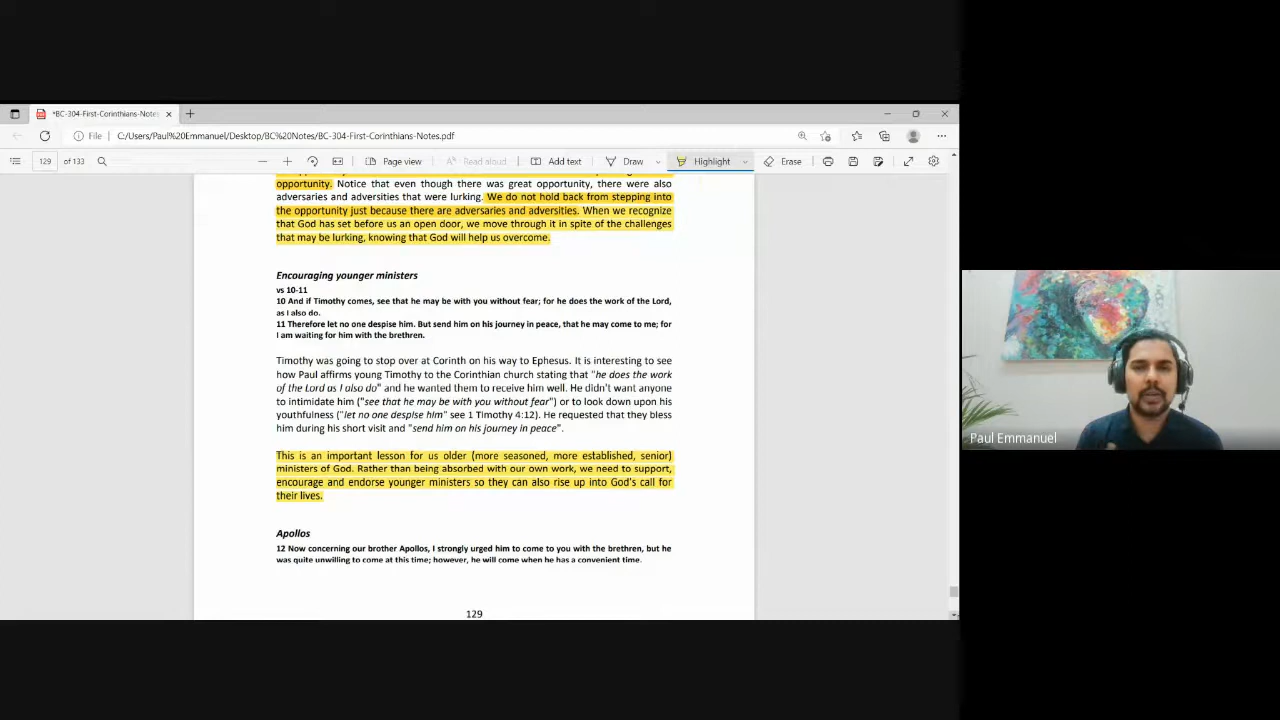 *BC-304-First-Corinthians-Notes
File
C:/Users/Paul%20Emmanuel/Desktop/BC%20Notes/BC-304-First-Corinthians-Notes.pdf
129 of 133
Page view
Read aloud
Add text
Draw
Highlight
Erase
opportunity. Notice that even though there was great opportunity, there were also
adversaries and adversities that were lurking. We do not hold back from stepping into
the opportunity just because there are adversaries and adversities. When we recognize
that God has set before us an open door, we move through it in spite of the challenges
that may be lurking, knowing that God will help us overcome.
Encouraging younger ministers
vs 10-11
10 And if Timothy comes, see that he may be with you without fear; for he does the work of the Lord,
as I also do.
11 Therefore let no one despise him. But send him on his journey in peace, that he may come to me; for
I am waiting for him with the brethren.
Timothy was going to stop over at Corinth on his way to Ephesus. It is interesting to see
how Paul affirms young Timothy to the Corinthian church stating that "he does the work
of the Lord as I also do" and he wanted them to receive him well. He didn't want anyone
to intimidate him ("see that he may be with you without fear") or to look down upon his
youthfulness ("let no one despise him" see 1 Timothy 4:12). He requested that they bless
him during his short visit and "send him on his journey in peace".
This is an important lesson for us older (more seasoned, more established, senior)
ministers of God. Rather than being absorbed with our own work, we need to support,
encourage and endorse younger ministers so they can also rise up into God's call for
their lives.
Apollos
12 Now concerning our brother Apollos, I strongly urged him to come to you with the brethren, but he
was quite unwilling to come at this time; however, he will come when he has a convenient time.
129
Paul Emmanuel